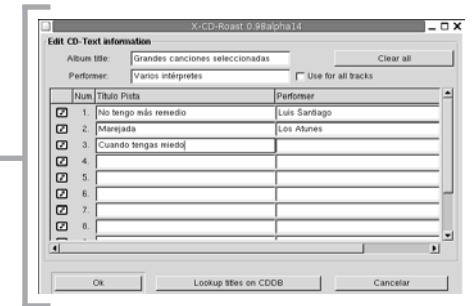 X-CD-Roast 0.98alpha14
Edit CD-Text information
Album title: Grandes canciones seleccionadas Clear all
Performer: Varios intérpretes Use for all tracks
Num. Título Pista Performer
1. No tengo más remedio Luis Santiago
2. Marejada Los Atunes
3. Cuando tengas miedo
4.
5.
6.
7.
8.
Ok Lookup titles on CDDB Cancelar